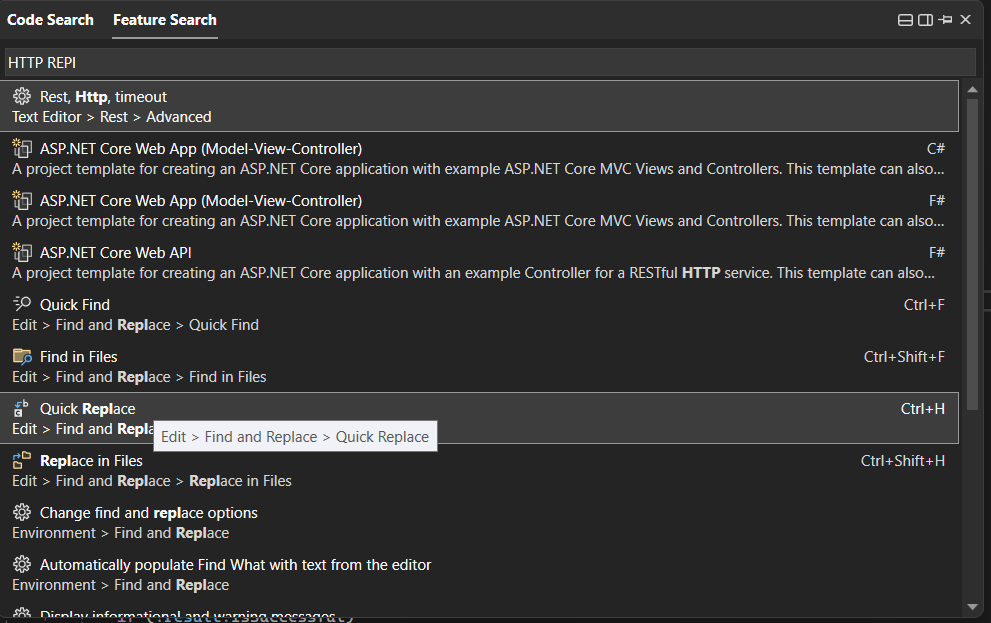 Code Search Feature Search
HTTP REPl
Rest, Http, timeout
Text Editor > Rest > Advanced
ASP.NET Core Web App (Model-View-Controller) C#
A project template for creating an ASP.NET Core application with example ASP.NET Core MVC Views and Controllers. This template can also...
ASP.NET Core Web App (Model-View-Controller) F#
A project template for creating an ASP.NET Core application with example ASP.NET Core MVC Views and Controllers. This template can also...
ASP.NET Core Web API F#
A project template for creating an ASP.NET Core application with an example Controller for a RESTful HTTP service. This template can also...
Quick Find Ctrl+F
Edit > Find and Replace > Quick Find
Find in Files Ctrl+Shift+F
Edit > Find and Replace > Find in Files
Quick Replace Ctrl+H
Edit > Find and Repla
Edit > Find and Replace > Quick Replace
Replace in Files Ctrl+Shift+H
Edit > Find and Replace > Replace in Files
Change find and replace options
Environment > Find and Replace
Automatically populate Find What with text from the editor
Environment > Find and Replace
Display informational and warning messages